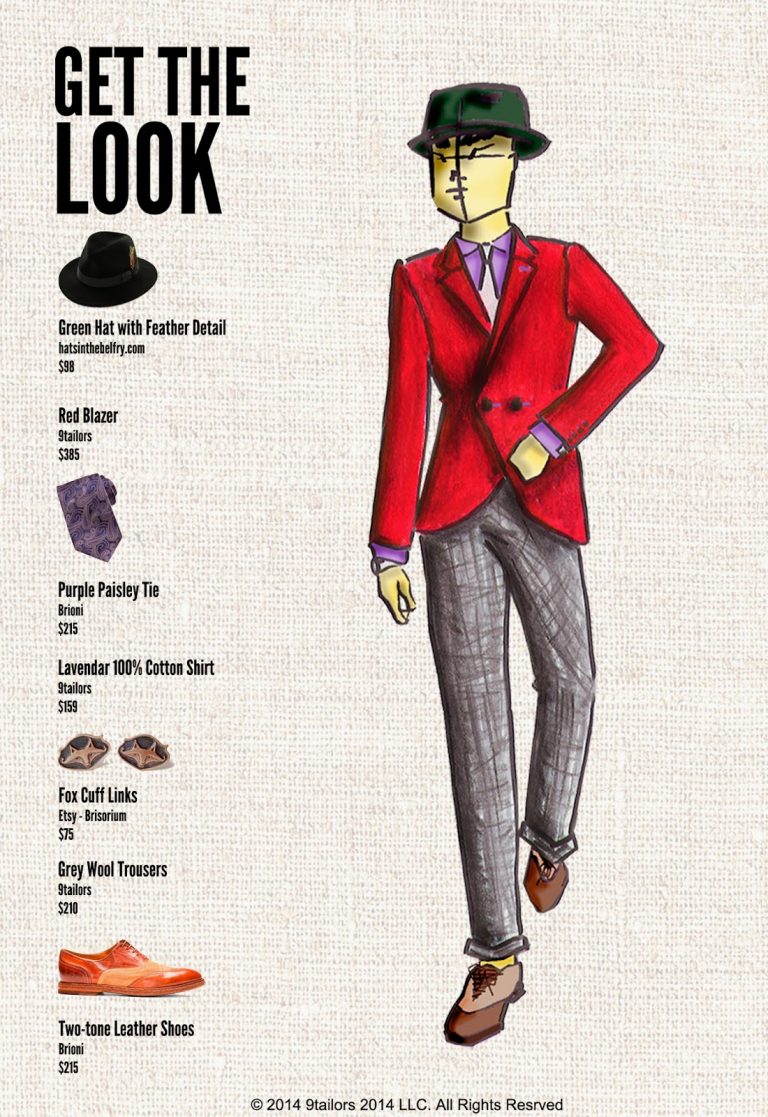 GET THE
LOOK
Green Hat with Feather Detail
hatsinthebelfry.com
$98
Red Blazer
9tailors
$385
Purple Paisley Tie
Brioni
$215
Lavendar 100% Cotton Shirt
9tailors
$159
Fox Cuff Links
Etsy - Brisorium
$75
Grey Wool Trousers
9tailors
$210
Two-tone Leather Shoes
Brioni
$215
© 2014 9tailors 2014 LLC. All Rights Resrved